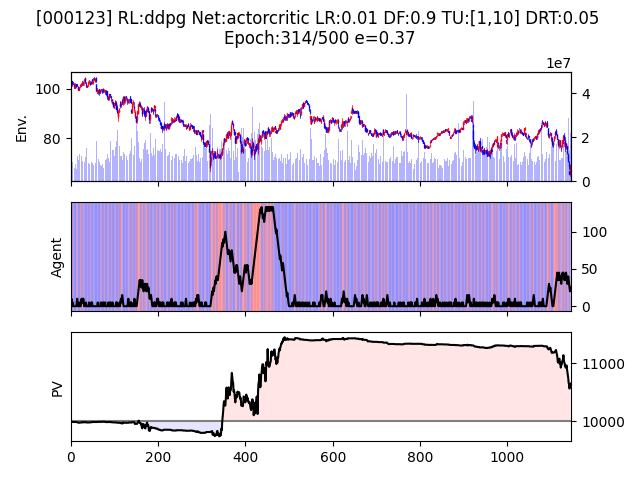 [000123] RL:ddpg Net:actorcritic LR:0.01 DF:0.9 TU:[1,10] DRT:0.05
Epoch:314/500 e=0.37
1e7
Env.
100
80
4
2
0
Agent
100
50
0
PV
11000
10000
0 200 400 600 800 1000